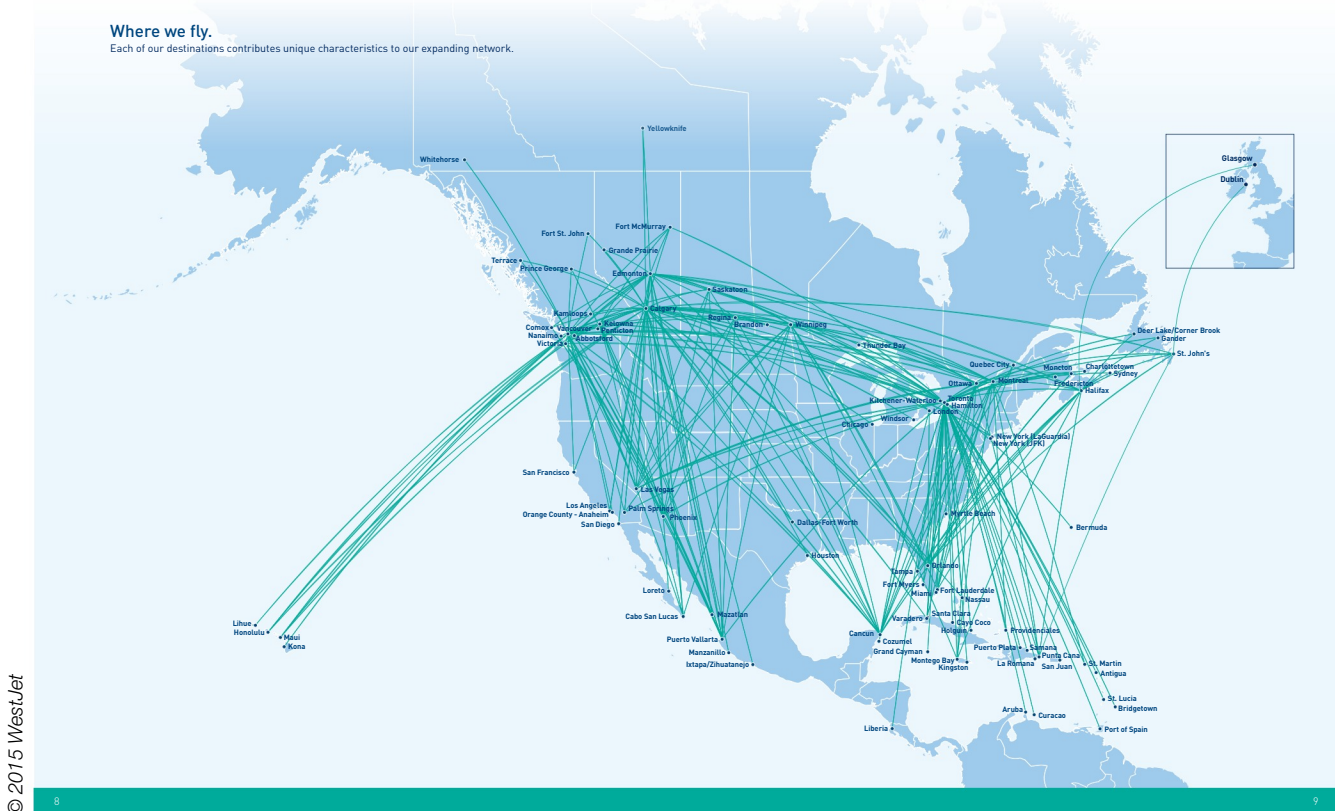 Where we fly.
Each of our destinations contributes unique characteristics to our expanding network.
Yellowknife
Whitehorse
Glasgow
Dublin
Fort McMurray
Fort St. John
Grande Prairie
Terrace
Prince George
Edmonton
Saskatoon
Calgary
Kamloops
Regina
Brandon
Winnipeg
Kelowna
Comox
Vancouver
Penticton
Nanaimo
Abbotsford
Victoria
Thunder Bay
Deer Lake/Corner Brook
Gander
St. John's
Quebec City
Moncton
Charlottetown
Sydney
Ottawa
Montreal
Fredericton
Halifax
Kitchener-Waterloo
Toronto
Hamilton
London
Windsor
Chicago
New York (LaGuardia)
New York (JFK)
San Francisco
Las Vegas
Los Angeles
Palm Springs
Orange County - Anaheim
Phoenix
San Diego
Myrtle Beach
Dallas-Fort Worth
Bermuda
Houston
Orlando
Tampa
Fort Myers
Fort Lauderdale
Miami
Nassau
Loreto
Cabo San Lucas
Mazatlan
Santa Clara
Varadero
Cayo Coco
Holguin
Providenciales
Lihue
Honolulu
Maui
Kona
Puerto Vallarta
Cancun
Cozumel
Manzanillo
Grand Cayman
Puerto Plata
Samana
Ixtapa/Zihuatanejo
Montego Bay
Kingston
Punta Cana
La Romana
San Juan
St. Martin
Antigua
St. Lucia
Bridgetown
Aruba
Curacao
Liberia
Port of Spain
© 2015 WestJet
8
9